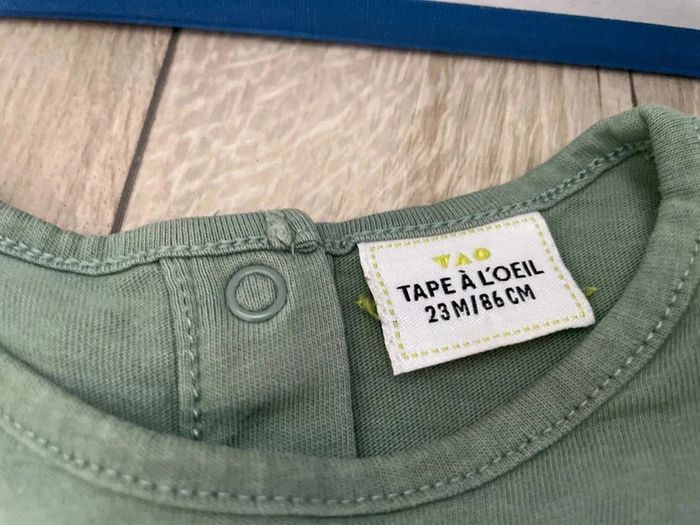 TAO
TAPE À L'OEIL
23M/86CM